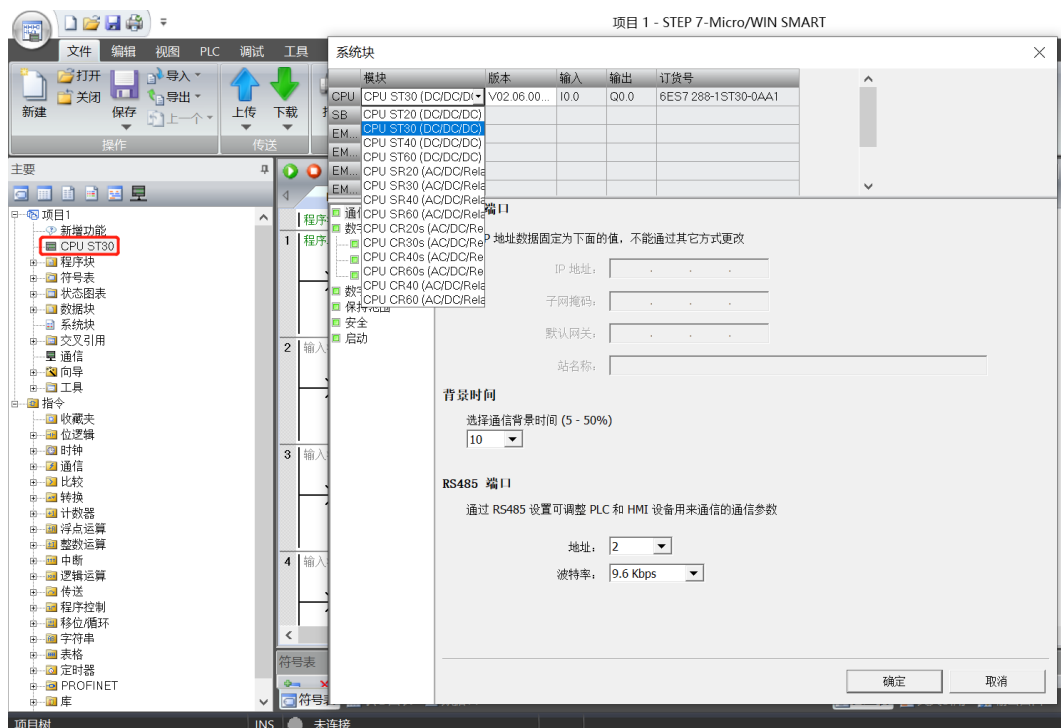 项目 1 - STEP 7-Micro/WIN SMART
文件 编辑 视图 PLC 调试 工具
新建
打开
关闭
保存
导入
导出
上一个
上传
下载
操作
传送
主要
项目1
新增功能
CPU ST30
程序块
符号表
状态图表
数据块
系统块
交叉引用
通信
向导
工具
指令
收藏夹
位逻辑
时钟
通信
比较
转换
计数器
浮点运算
整数运算
中断
逻辑运算
传送
程序控制
移位/循环
字符串
表格
定时器
PROFINET
库
程序
1 程序
2 输入
3 输入
4 输入
符号表
系统块
模块 版本 输入 输出 订货号
CPU CPU ST30 (DC/DC/D( V02.06.00... I0.0 Q0.0 6ES7 288-1ST30-0AA1
SB
EM...
EM...
EM...
EM...
CPU ST20 (DC/DC/DC)
CPU ST30 (DC/DC/DC)
CPU ST40 (DC/DC/DC)
CPU ST60 (DC/DC/DC)
CPU SR20 (AC/DC/Rela
CPU SR30 (AC/DC/Rela
CPU SR40 (AC/DC/Rela
CPU SR60 (AC/DC/Rela
CPU CR20s (AC/DC/Re
CPU CR30s (AC/DC/Re
CPU CR40s (AC/DC/Re
CPU CR60s (AC/DC/Re
CPU CR40 (AC/DC/Rela
CPU CR60 (AC/DC/Rela
通信
数字
数字
保持范围
安全
启动
端口
P 地址数据固定为下面的值，不能通过其它方式更改
IP 地址:
子网掩码:
默认网关:
站名称:
背景时间
选择通信背景时间 (5 - 50%)
10
RS485 端口
通过 RS485 设置可调整 PLC 和 HMI 设备用来通信的通信参数
地址: 2
波特率: 9.6 Kbps
确定 取消
符号表
项目树 INS 未连接